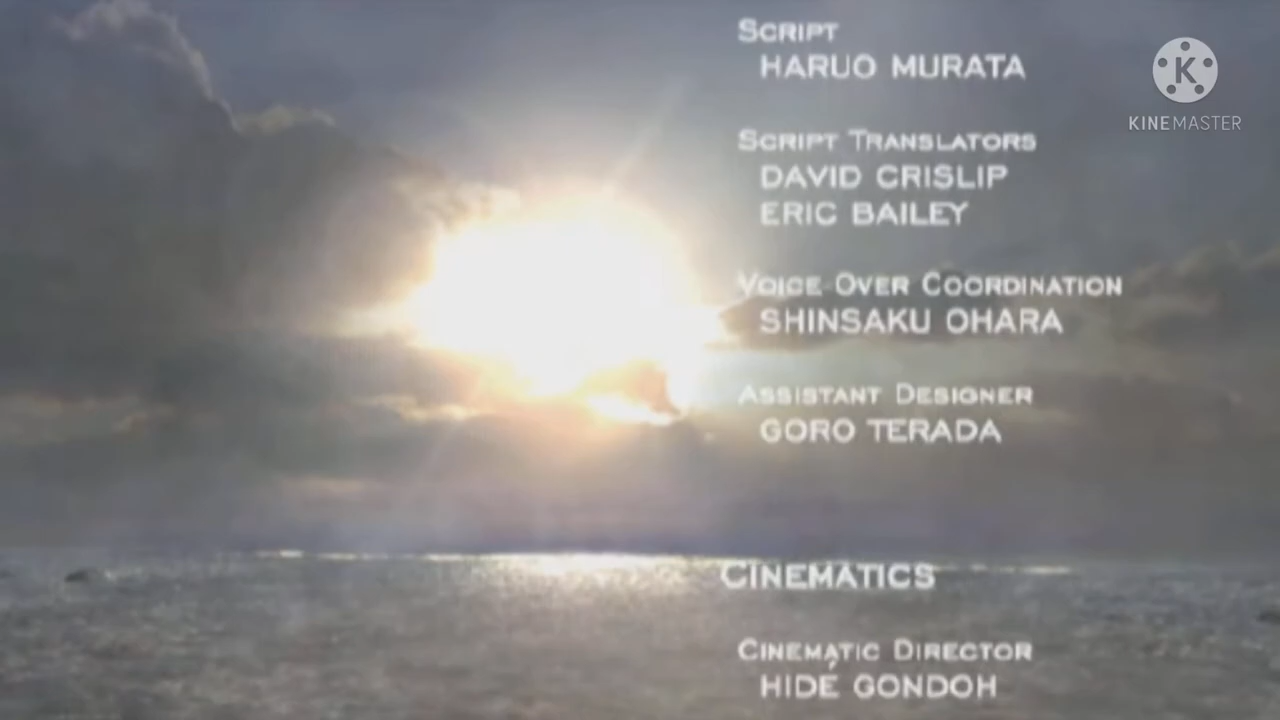 Script
HARUO MURATA
K
KINEMASTER
Script Translators
DAVID CRISLIP
ERIC BAILEY
Voice Over Coordination
SHINSAKU OHARA
Assistant Designer
GORO TERADA
Cinematics
Cinematic Director
HIDÉ GONDOH